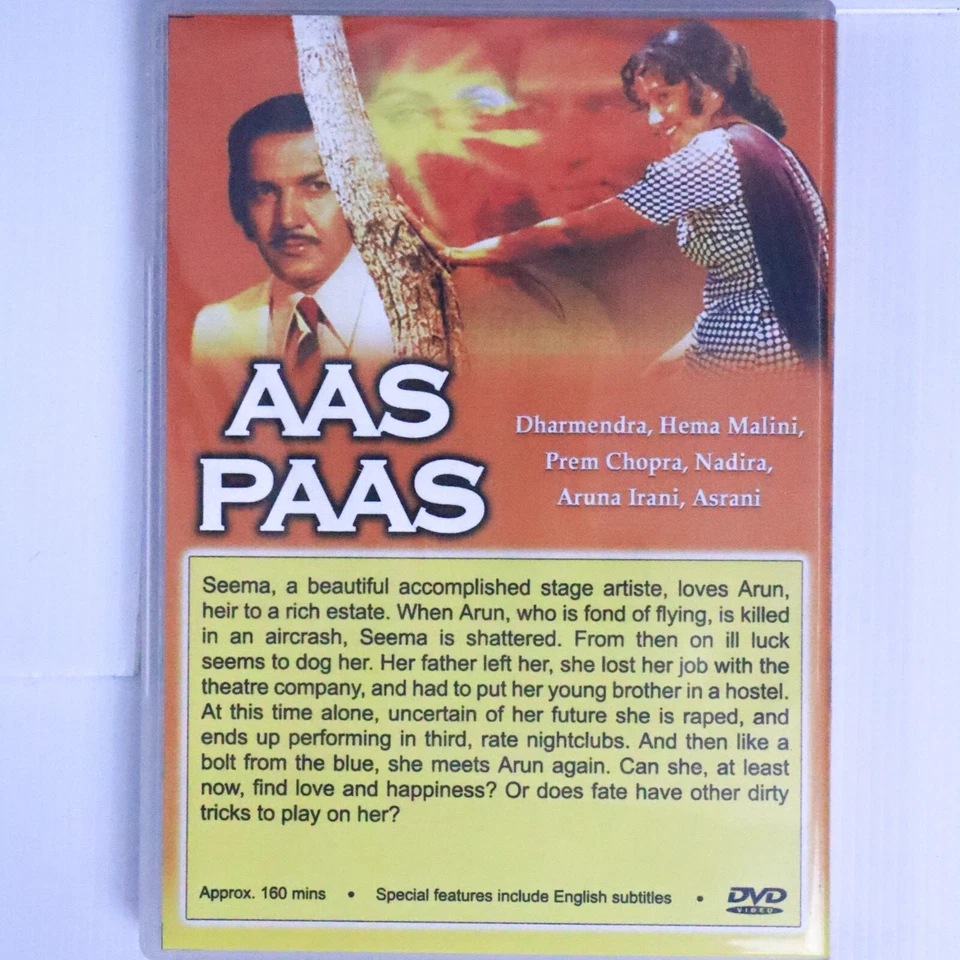 AAS
PAAS
Dharmendra, Hema Malini,
Prem Chopra, Nadira,
Aruna Irani, Asrani
Seema, a beautiful accomplished stage artiste, loves Arun,
heir to a rich estate. When Arun, who is fond of flying, is killed
in an aircrash, Seema is shattered. From then on ill luck
seems to dog her. Her father left her, she lost her job with the
theatre company, and had to put her young brother in a hostel.
At this time alone, uncertain of her future she is raped, and
ends up performing in third, rate nightclubs. And then like a
bolt from the blue, she meets Arun again. Can she, at least
now, find love and happiness? Or does fate have other dirty
tricks to play on her?
Approx. 160 mins • Special features include English subtitles • DVD
VIDEO